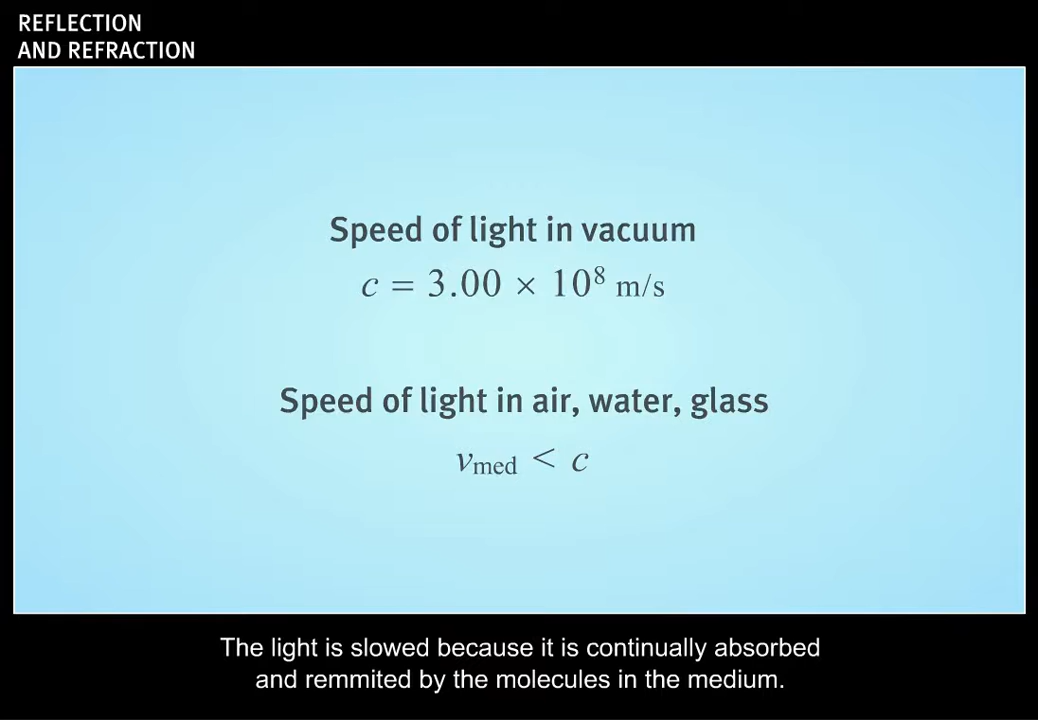 REFLECTION
AND REFRACTION
Speed of light in vacuum
c = 3.00 × 10⁸ m/s
Speed of light in air, water, glass
vmed < c
The light is slowed because it is continually absorbed
and remmited by the molecules in the medium.